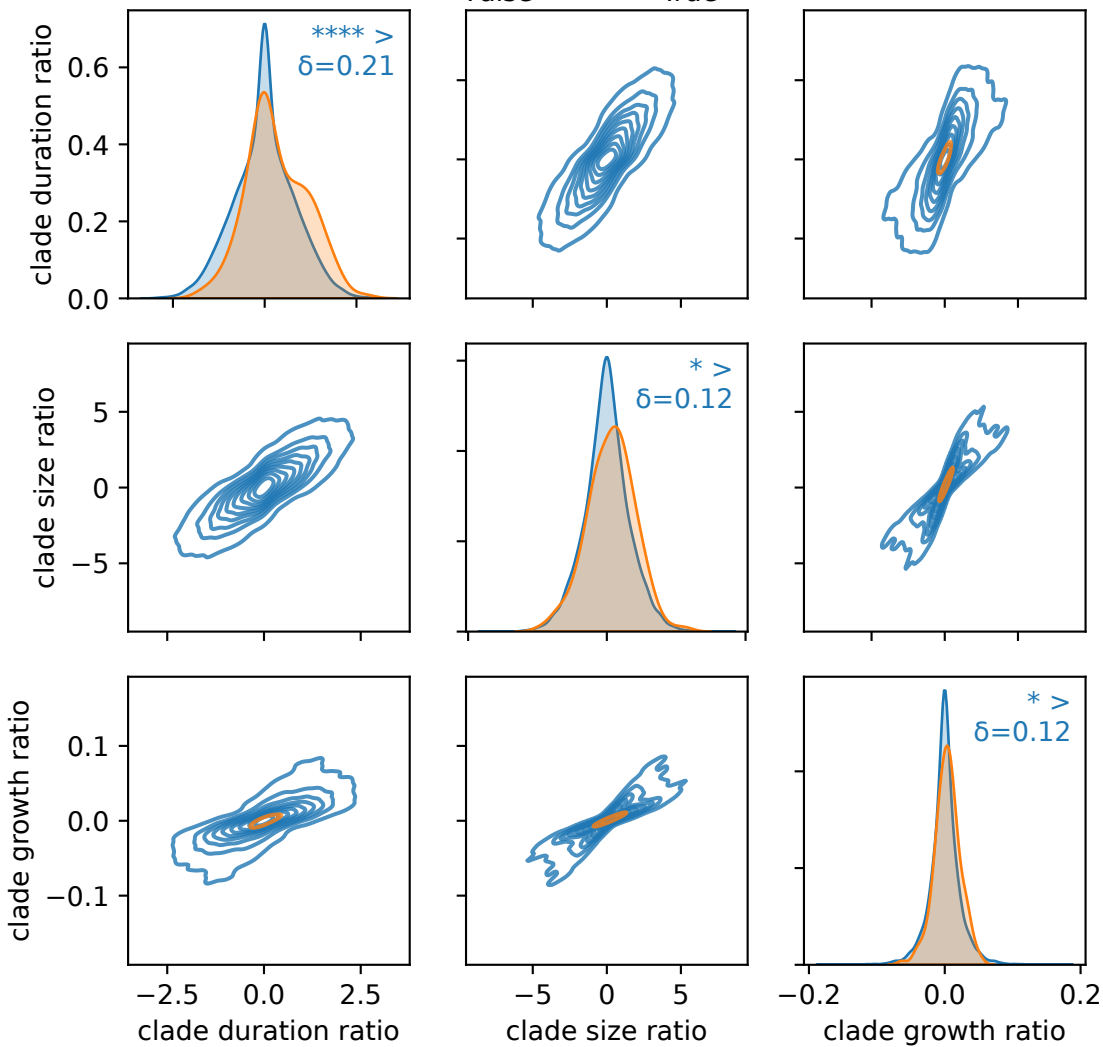 clade duration ratio
0.6
0.4
0.2
0.0
**** >
δ=0.21
clade size ratio
5
0
−5
* >
δ=0.12
clade growth ratio
0.1
0.0
−0.1
* >
δ=0.12
−2.5 0.0 2.5
clade duration ratio
−5 0 5
clade size ratio
−0.2 0.0 0.2
clade growth ratio